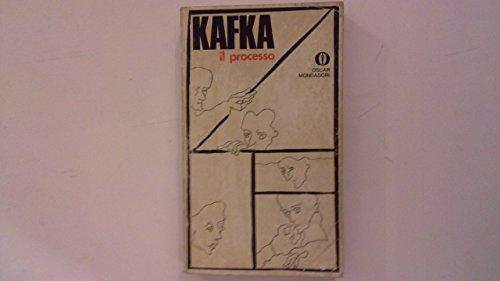 KAFKA
il processo
OSCAR
MONDADORI